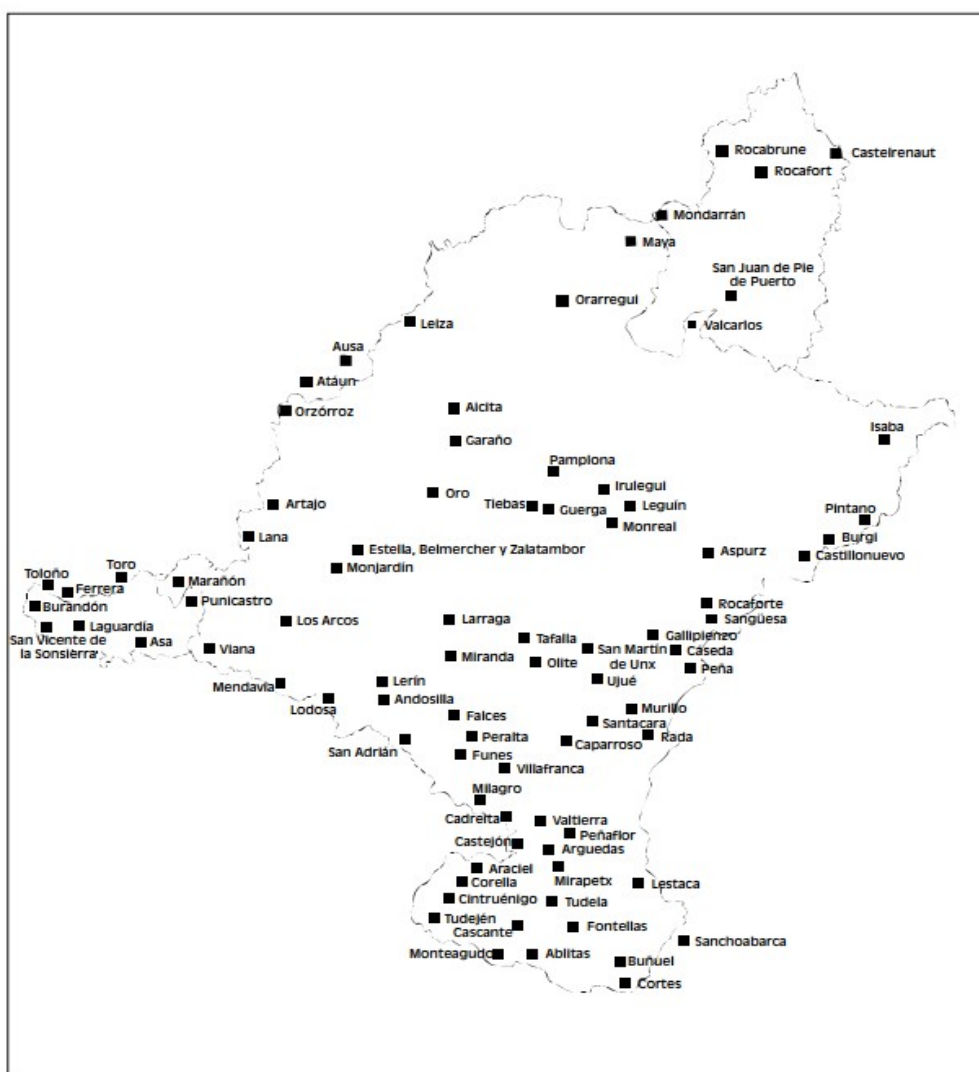 Rocabrune
Castelrenaut
Rocafort
Mondarrán
Maya
San Juan de Pie
de Puerto
Orarregui
Leiza
Valcarlos
Ausa
Atáun
Orzórroz
Aicita
Isaba
Garaño
Pamplona
Irulegui
Oro
Tiebas
Guerga
Leguín
Artajo
Monreal
Pintano
Lana
Burgi
Estella, Belmercher y Zalatambor
Aspurz
Castillonuevo
Monjardín
Toro
Toloño
Ferrera
Marañón
Burandón
Punicastro
Rocaforte
Sangüesa
Laguardía
San Vicente de
la Sonsierra
Asa
Los Arcos
Larraga
Tafalla
Gallipienzo
Viana
Miranda
Olite
San Martín
de Unx
Caseda
Peña
Ujué
Mendavia
Lerín
Lodosa
Andosilla
Falces
Murillo
Santacara
San Adrián
Peralta
Caparroso
Rada
Funes
Villafranca
Milagro
Cadreita
Valtierra
Peñaflor
Castejón
Arguedas
Araciel
Mirapetx
Corella
Lestaca
Cintruénigo
Tudela
Tudején
Cascante
Fontellas
Sanchoabarca
Monteagudo
Ablitas
Buñuel
Cortes